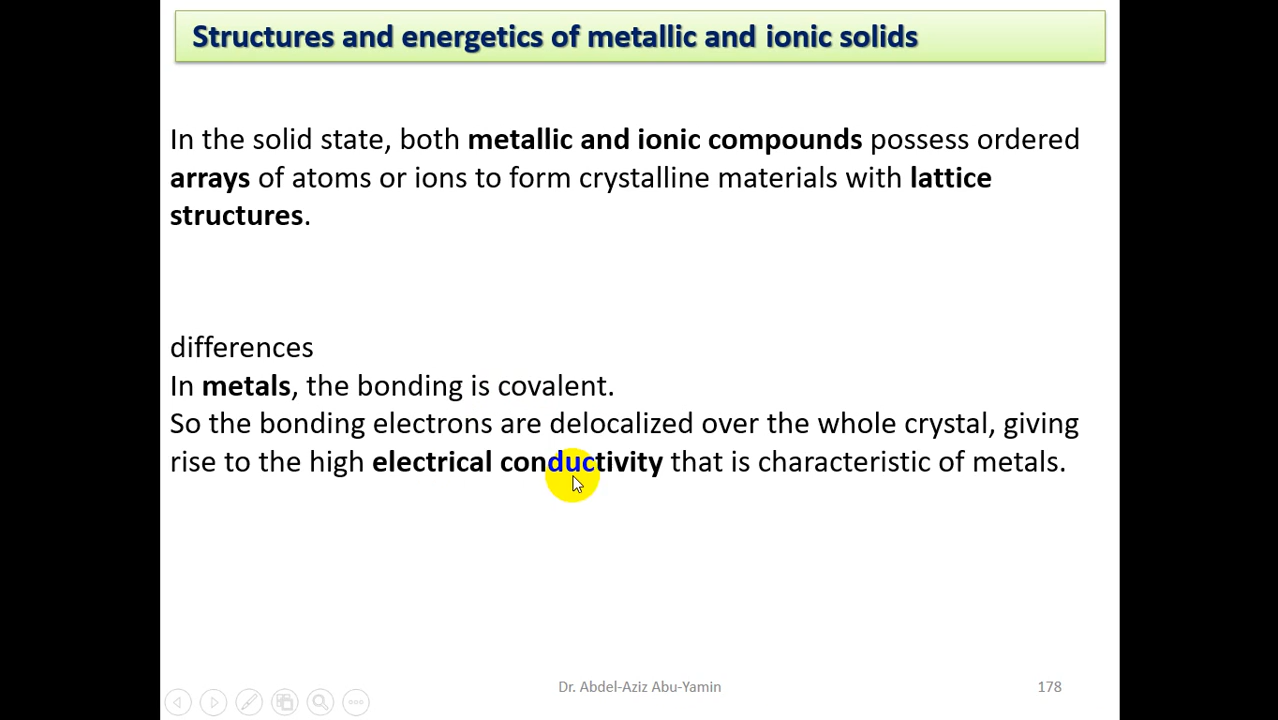 Structures and energetics of metallic and ionic solids
In the solid state, both metallic and ionic compounds possess ordered
arrays of atoms or ions to form crystalline materials with lattice
structures.
differences
In metals, the bonding is covalent.
So the bonding electrons are delocalized over the whole crystal, giving
rise to the high electrical conductivity that is characteristic of metals.
Dr. Abdel-Aziz Abu-Yamin
178